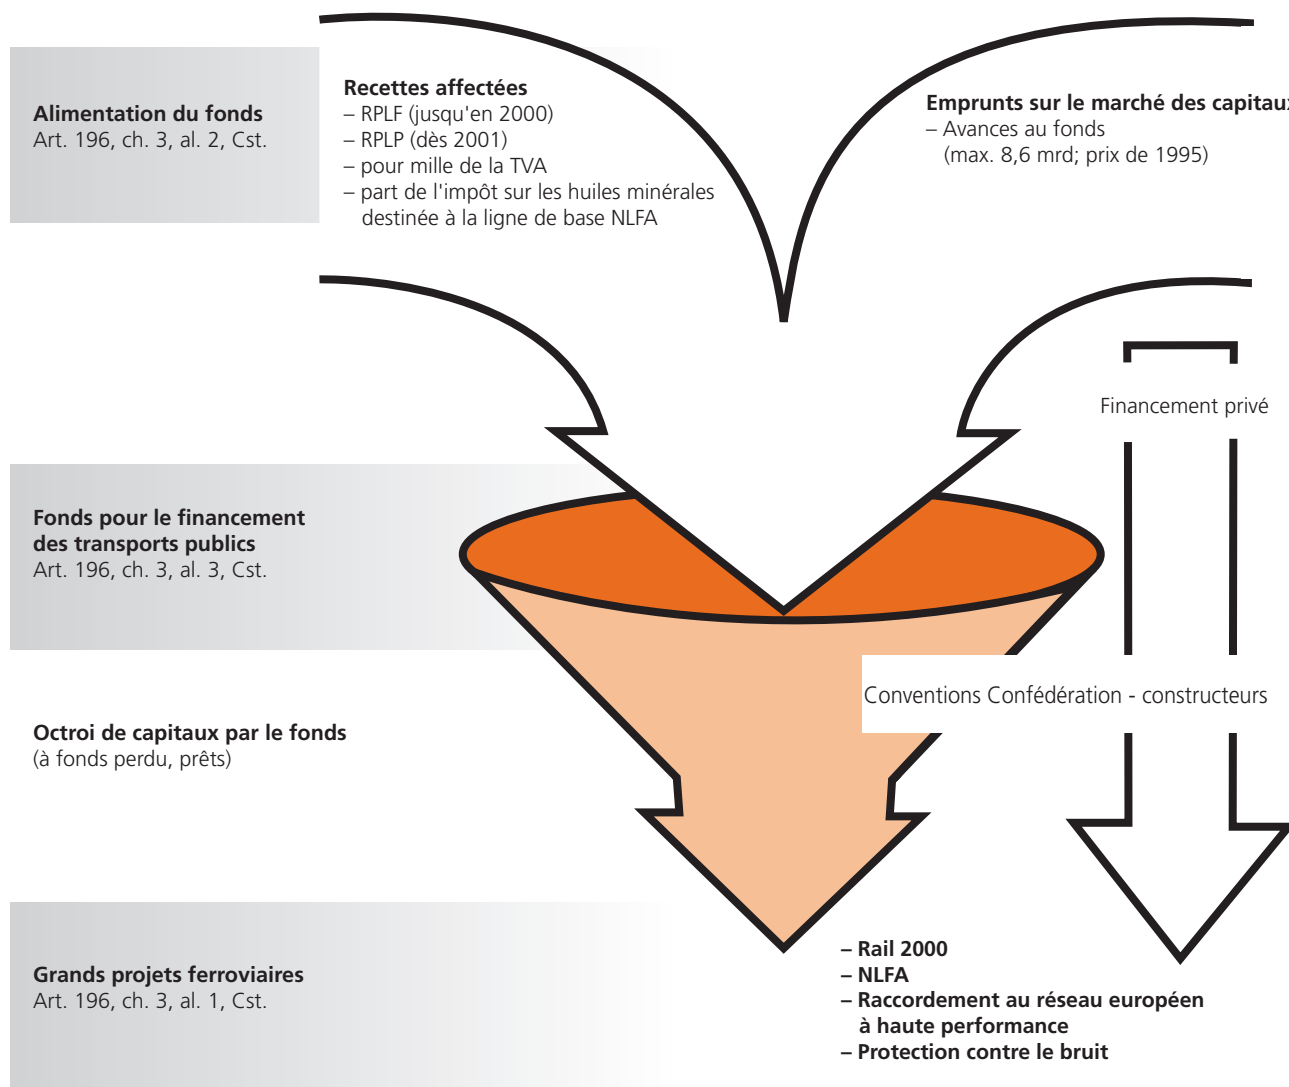 Alimentation du fonds
Art. 196, ch. 3, al. 2, Cst.
Recettes affectées
– RPLF (jusqu'en 2000)
– RPLP (dès 2001)
– pour mille de la TVA
– part de l'impôt sur les huiles minérales
destinée à la ligne de base NLFA
Emprunts sur le marché des capitaux
– Avances au fonds
(max. 8,6 mrd; prix de 1995)
Financement privé
Fonds pour le financement
des transports publics
Art. 196, ch. 3, al. 3, Cst.
Conventions Confédération - constructeurs
Octroi de capitaux par le fonds
(à fonds perdu, prêts)
Grands projets ferroviaires
Art. 196, ch. 3, al. 1, Cst.
– Rail 2000
– NLFA
– Raccordement au réseau européen
à haute performance
– Protection contre le bruit